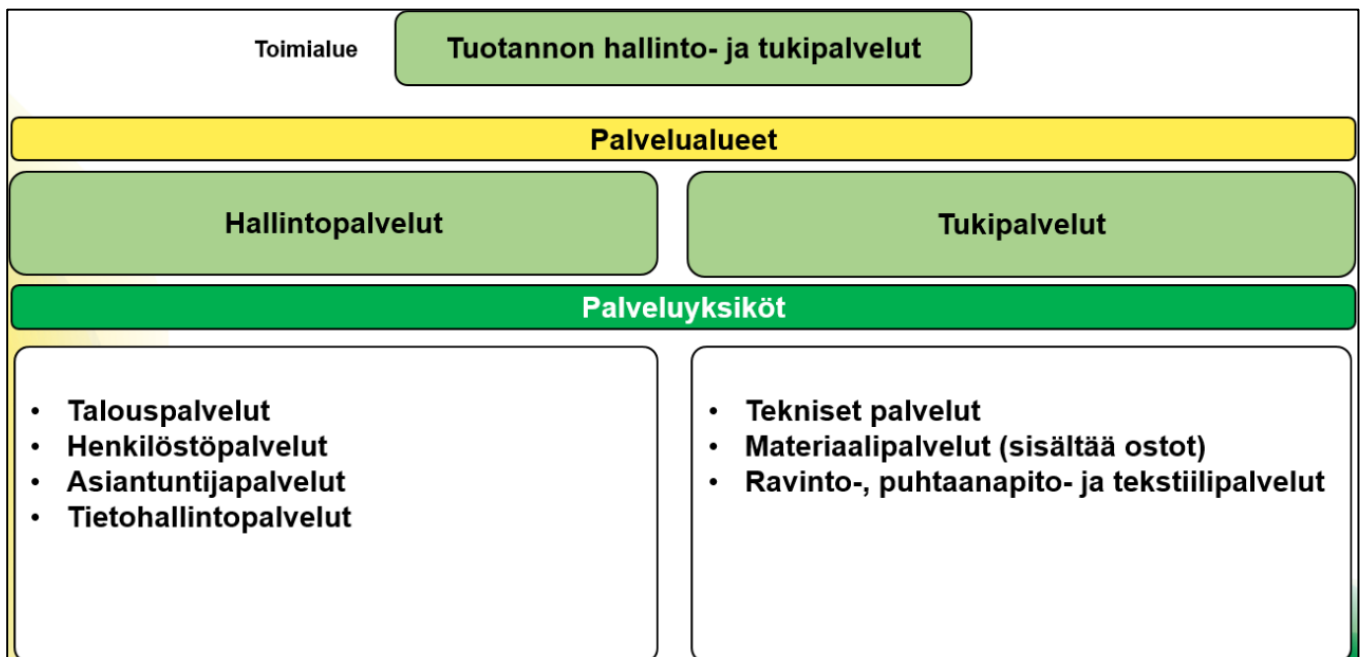 Toimialue
Tuotannon hallinto- ja tukipalvelut
Palvelualueet
Hallintopalvelut
Tukipalvelut
Palveluyksiköt
• Talouspalvelut
• Henkilöstöpalvelut
• Asiantuntijapalvelut
• Tietohallintopalvelut
• Tekniset palvelut
• Materiaalipalvelut (sisältää ostot)
• Ravinto-, puhtaanapito- ja tekstiilipalvelut